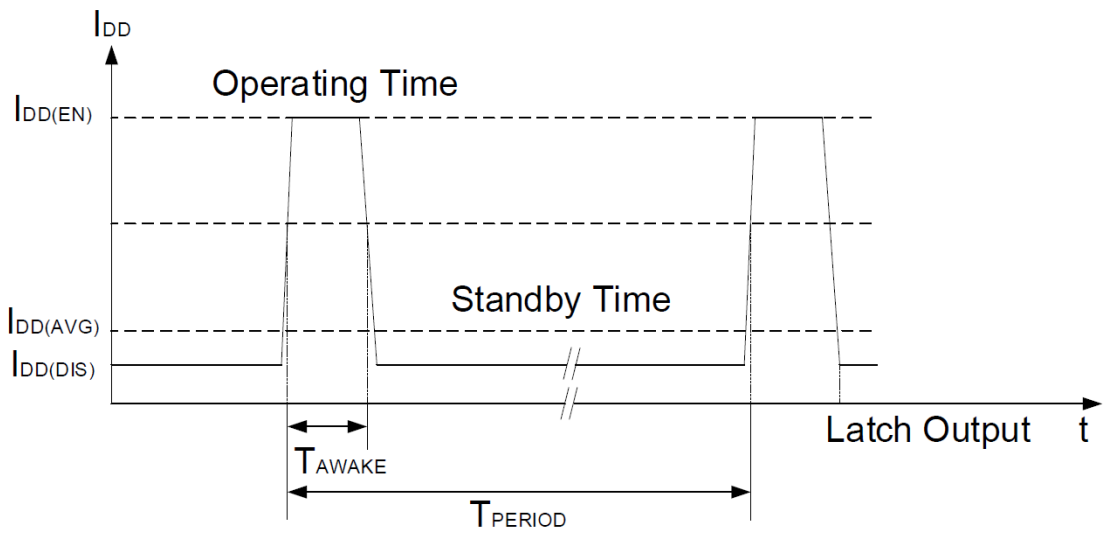 IDD
Operating Time
IDD(EN)
Standby Time
IDD(AVG)
IDD(DIS)
Latch Output t
TAWAKE
TPERIOD